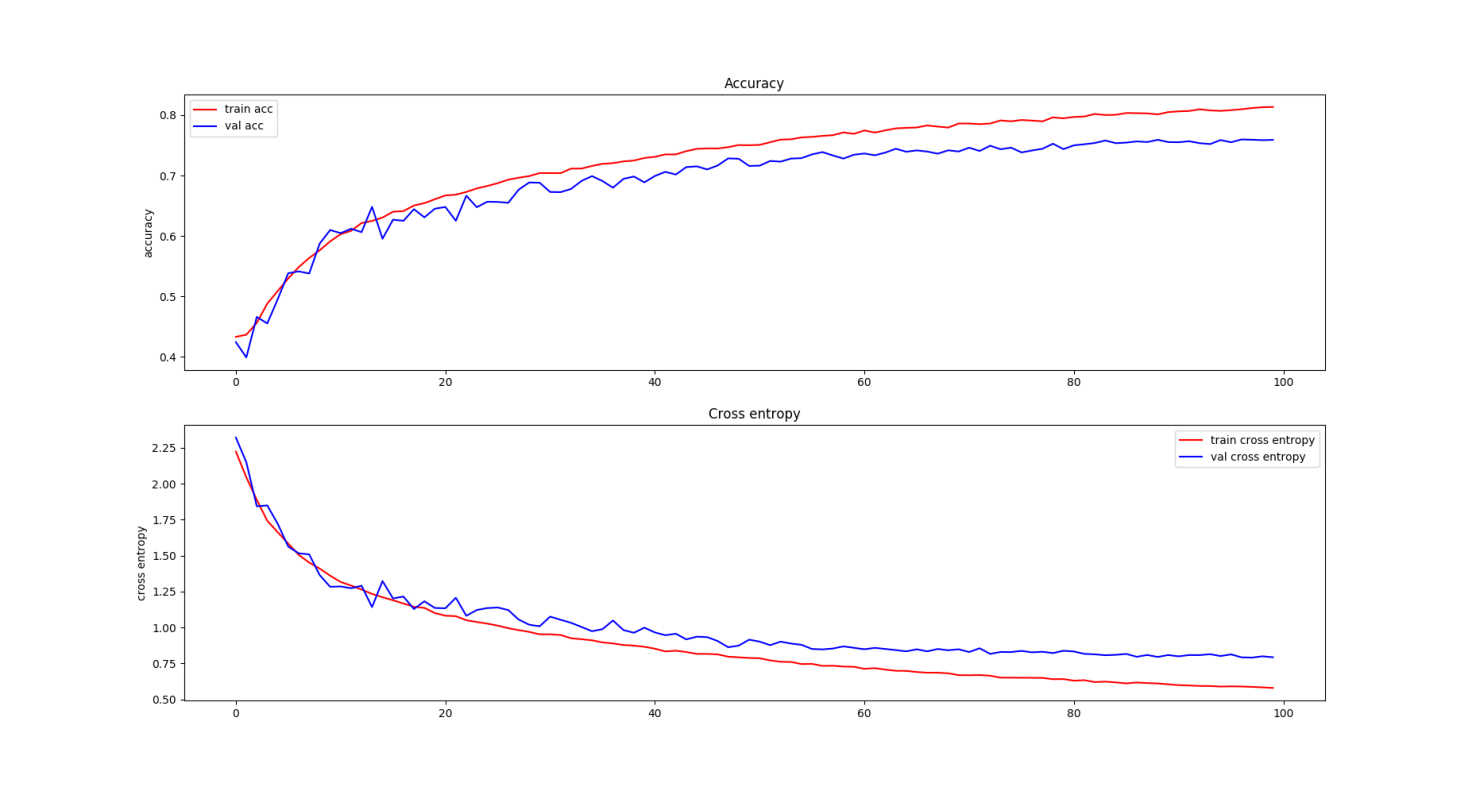 Accuracy
train acc
val acc
accuracy
0.8
0.7
0.6
0.5
0.4
0 20 40 60 80 100
Cross entropy
train cross entropy
val cross entropy
cross entropy
2.25
2.00
1.75
1.50
1.25
1.00
0.75
0.50
0 20 40 60 80 100